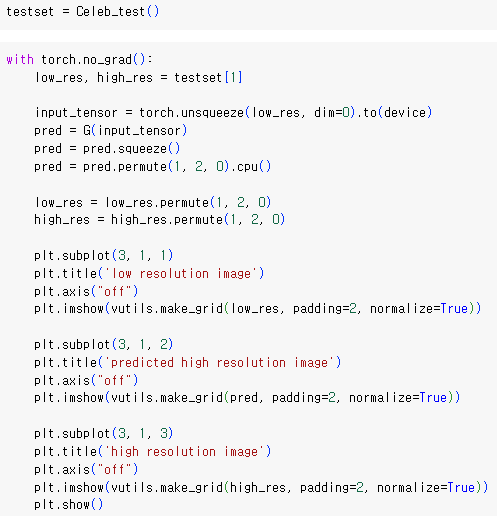 testset = Celeb_test()
with torch.no_grad():
    low_res, high_res = testset[1]
    input_tensor = torch.unsqueeze(low_res, dim=0).to(device)
    pred = G(input_tensor)
    pred = pred.squeeze()
    pred = pred.permute(1, 2, 0).cpu()
    low_res = low_res.permute(1, 2, 0)
    high_res = high_res.permute(1, 2, 0)
    plt.subplot(3, 1, 1)
    plt.title('low resolution image')
    plt.axis("off")
    plt.imshow(vutils.make_grid(low_res, padding=2, normalize=True))
    plt.subplot(3, 1, 2)
    plt.title('predicted high resolution image')
    plt.axis("off")
    plt.imshow(vutils.make_grid(pred, padding=2, normalize=True))
    plt.subplot(3, 1, 3)
    plt.title('high resolution image')
    plt.axis("off")
    plt.imshow(vutils.make_grid(high_res, padding=2, normalize=True))
    plt.show()